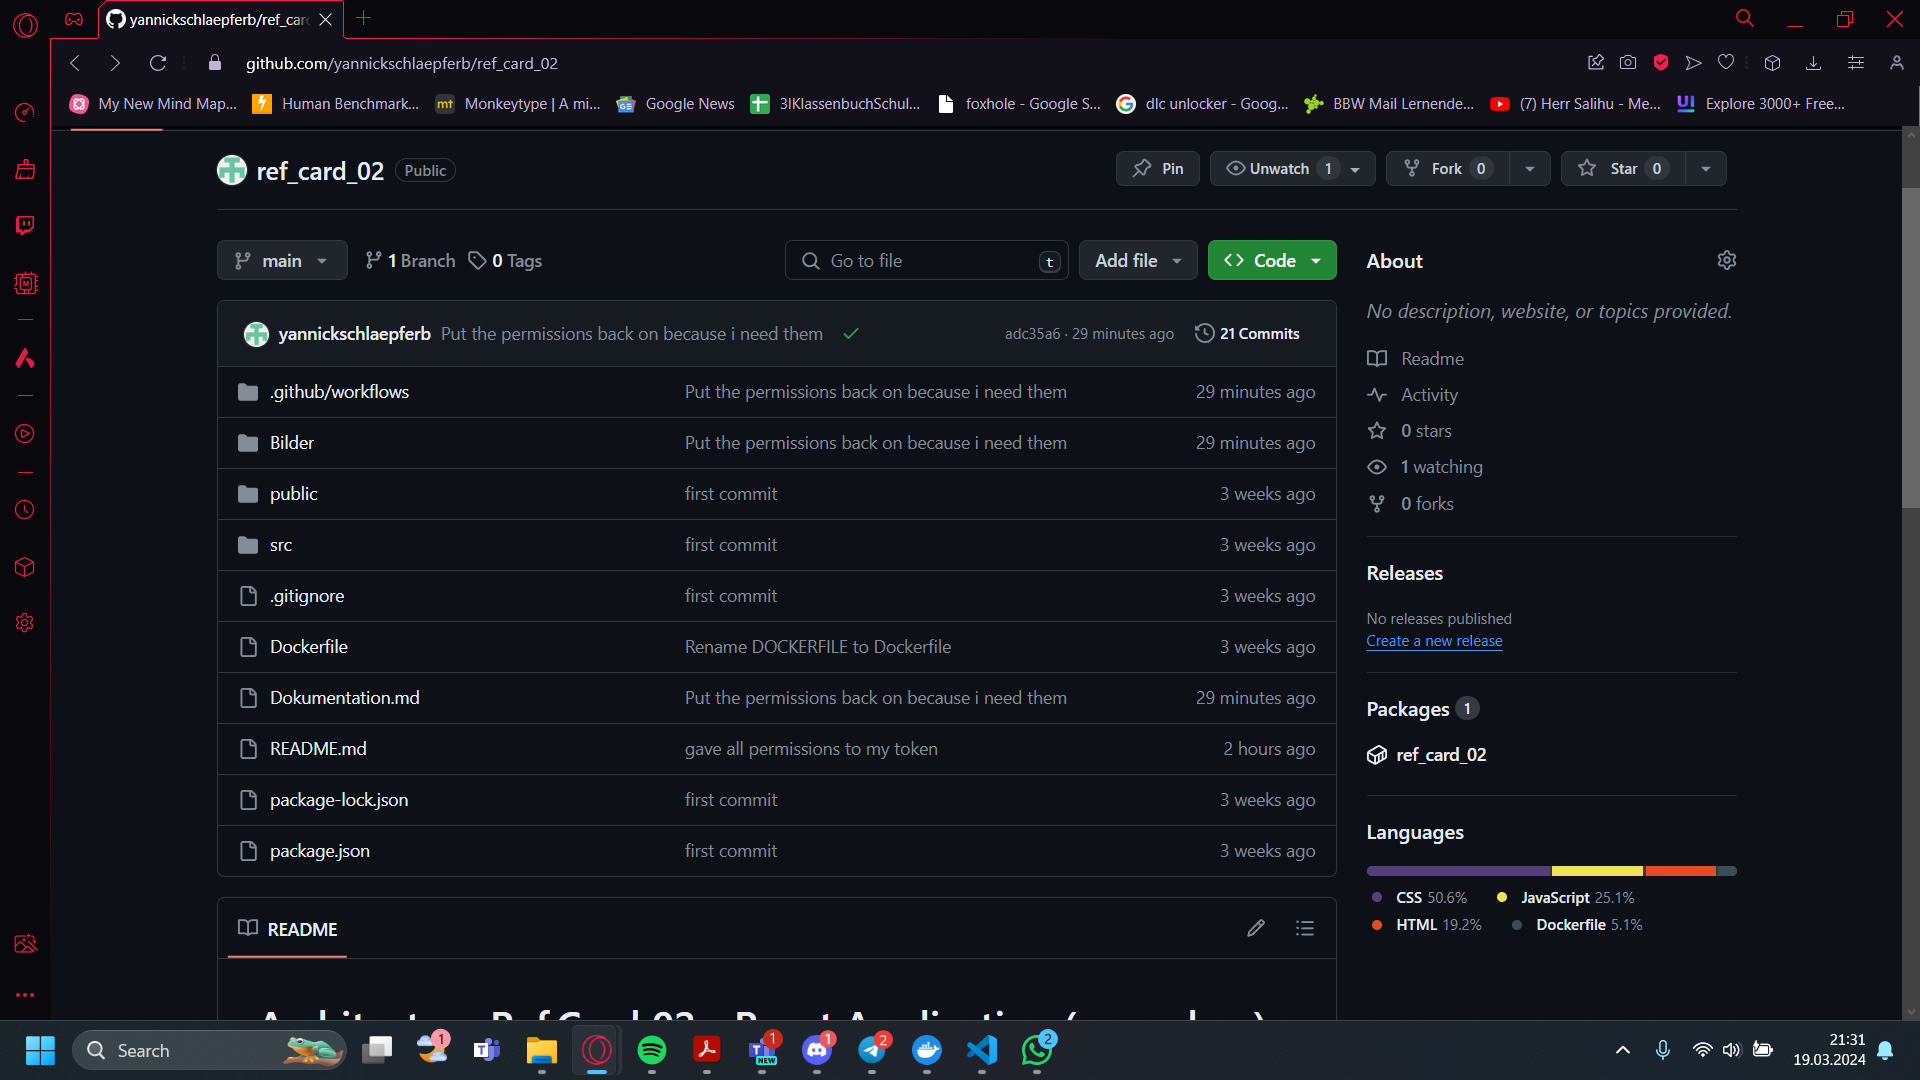 yannickschlaepferb/ref_car
github.com/yannickschlaepferb/ref_card_02
My New Mind Map...
Human Benchmark...
mt Monkeytype | A mi...
Google News
3IKlassenbuchSchul...
foxhole - Google S...
dlc unlocker - Goog...
BBW Mail Lernende...
(7) Herr Salihu - Me...
UI Explore 3000+ Free...
ref_card_02 Public
Pin
Unwatch 1
Fork 0
Star 0
main
1 Branch
0 Tags
Go to file t
Add file
Code
yannickschlaepferb Put the permissions back on because i need them
adc35a6 · 29 minutes ago
21 Commits
.github/workflows Put the permissions back on because i need them 29 minutes ago
Bilder Put the permissions back on because i need them 29 minutes ago
public first commit 3 weeks ago
src first commit 3 weeks ago
.gitignore first commit 3 weeks ago
Dockerfile Rename DOCKERFILE to Dockerfile 3 weeks ago
Dokumentation.md Put the permissions back on because i need them 29 minutes ago
README.md gave all permissions to my token 2 hours ago
package-lock.json first commit 3 weeks ago
package.json first commit 3 weeks ago
README
About
No description, website, or topics provided.
Readme
Activity
0 stars
1 watching
0 forks
Releases
No releases published
Create a new release
Packages 1
ref_card_02
Languages
CSS 50.6%
JavaScript 25.1%
HTML 19.2%
Dockerfile 5.1%
Search
1
NEW
1
1
2
2
21:31
19.03.2024